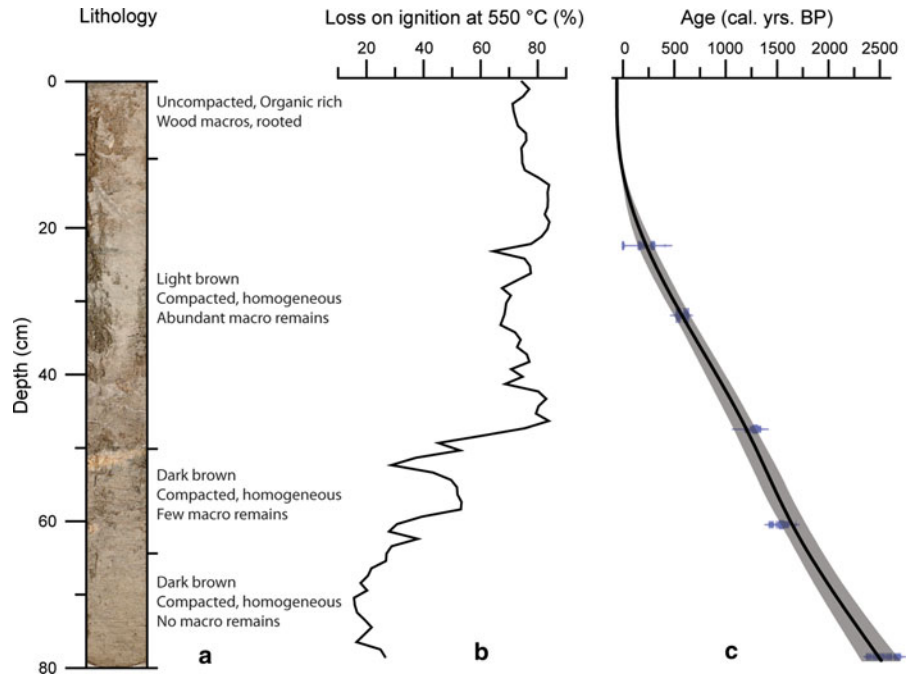 Lithology
Loss on ignition at 550 °C (%)
Age (cal. yrs. BP)
20 40 60 80
0 500 1000 1500 2000 2500
Depth (cm)
0
20
40
60
80
Uncompacted, Organic rich
Wood macros, rooted
Light brown
Compacted, homogeneous
Abundant macro remains
Dark brown
Compacted, homogeneous
Few macro remains
Dark brown
Compacted, homogeneous
No macro remains
a
b
c